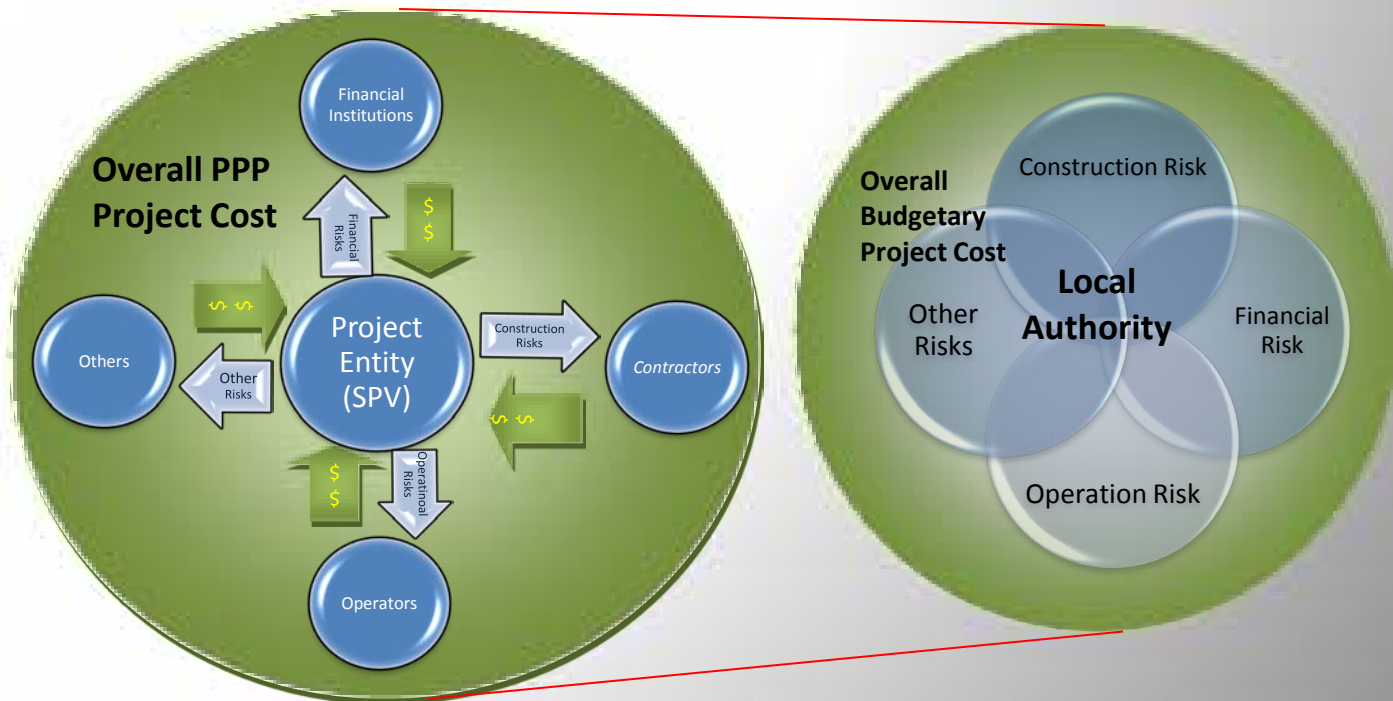 Financial
Institutions
Overall PPP
Project Cost
Financial
Risks
$
$
$ $
Others
Other
Risks
Project
Entity
(SPV)
Construction
Risks
Contractors
$ $
$
$
Operatinoal
Risks
Operators
Overall
Budgetary
Project Cost
Construction Risk
Local
Authority
Other
Risks
Financial
Risk
Operation Risk